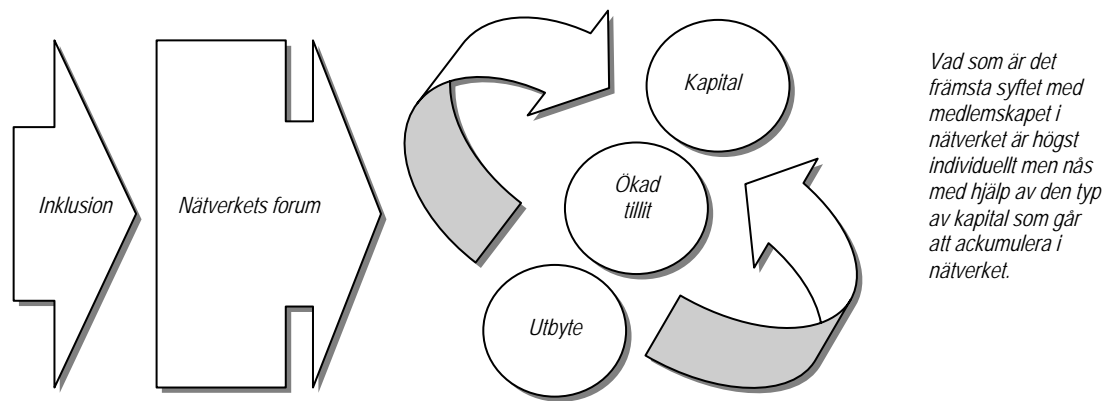 Inklusion
Nätverkets forum
Kapital
Ökad
tillit
Utbyte
Vad som är det
främsta syftet med
medlemskapet i
nätverket är högst
individuellt men nås
med hjälp av den typ
av kapital som går
att ackumulera i
nätverket.